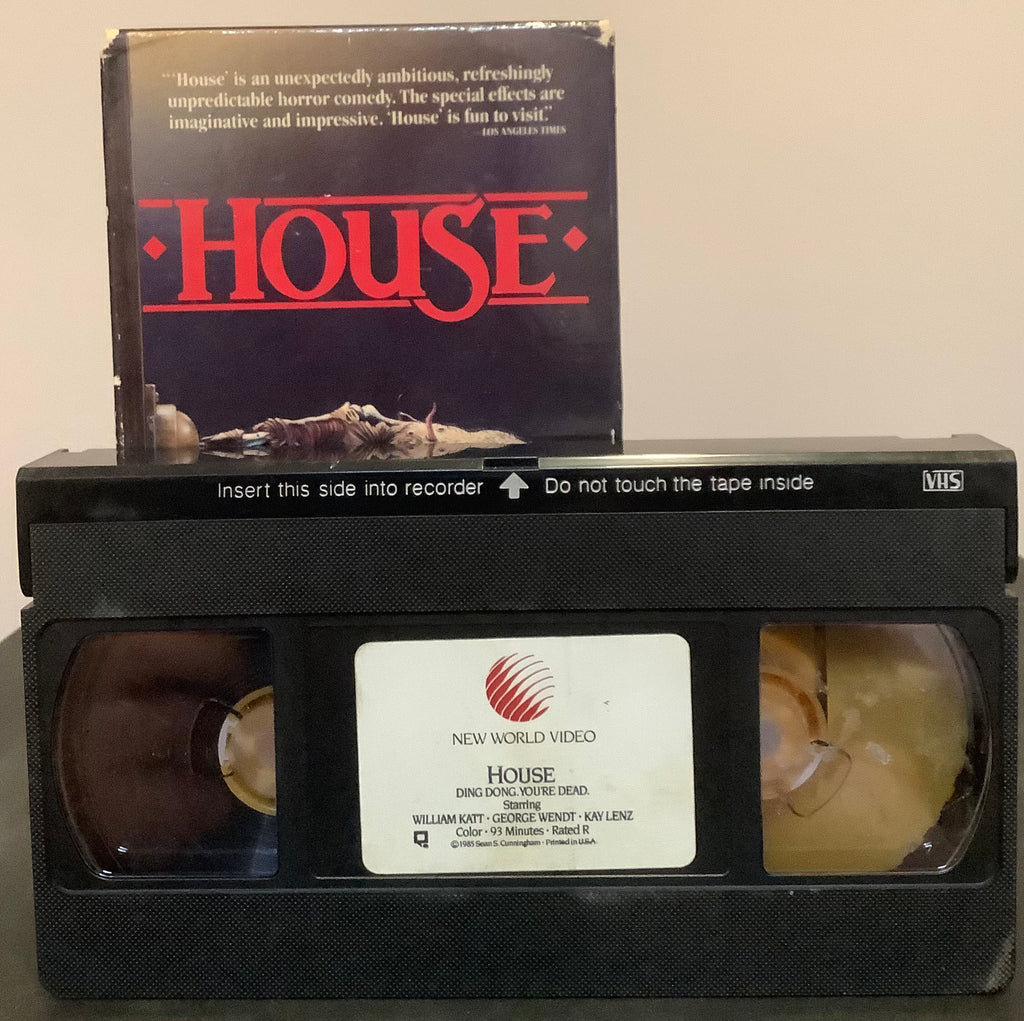 "'House' is an unexpectedly ambitious, refreshingly
unpredictable horror comedy. The special effects are
imaginative and impressive. 'House' is fun to visit."
—LOS ANGELES TIMES
HOUSE
Insert this side into recorder Do not touch the tape inside
VHS
NEW WORLD VIDEO
HOUSE
DING DONG. YOU'RE DEAD.
Starring
WILLIAM KATT · GEORGE WENDT · KAY LENZ
Color · 93 Minutes · Rated R
©1985 Sean S. Cunningham · Printed in U.S.A.